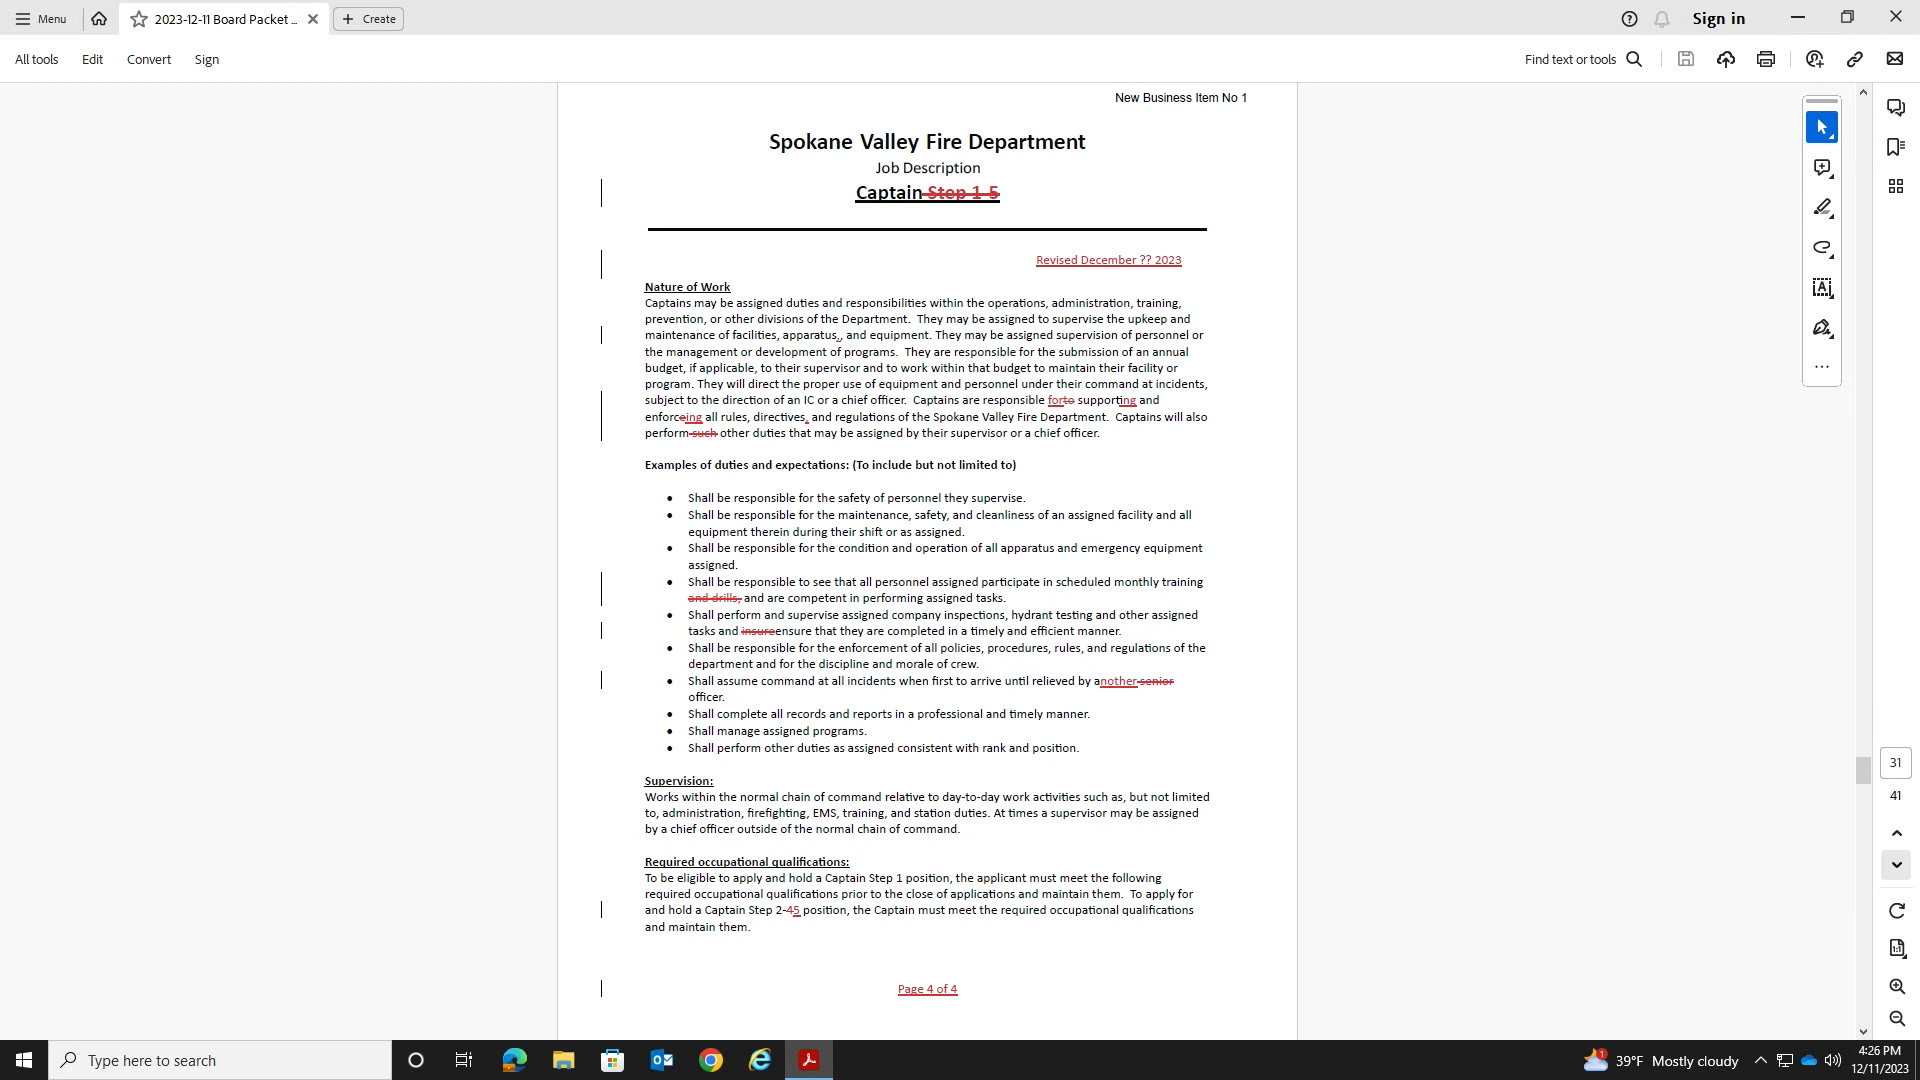 Menu
2023-12-11 Board Packet ...
Create
Sign in
All tools
Edit
Convert
Sign
Find text or tools
New Business Item No 1
Spokane Valley Fire Department
Job Description
Captain Step 1-5
Revised December ?? 2023
Nature of Work
Captains may be assigned duties and responsibilities within the operations, administration, training,
prevention, or other divisions of the Department.  They may be assigned to supervise the upkeep and
maintenance of facilities, apparatus,, and equipment. They may be assigned supervision of personnel or
the management or development of programs.  They are responsible for the submission of an annual
budget, if applicable, to their supervisor and to work within that budget to maintain their facility or
program. They will direct the proper use of equipment and personnel under their command at incidents,
subject to the direction of an IC or a chief officer.  Captains are responsible forto supporting and
enforceing all rules, directives, and regulations of the Spokane Valley Fire Department.  Captains will also
perform such other duties that may be assigned by their supervisor or a chief officer.
Examples of duties and expectations: (To include but not limited to)
• Shall be responsible for the safety of personnel they supervise.
• Shall be responsible for the maintenance, safety, and cleanliness of an assigned facility and all
equipment therein during their shift or as assigned.
• Shall be responsible for the condition and operation of all apparatus and emergency equipment
assigned.
• Shall be responsible to see that all personnel assigned participate in scheduled monthly training
and drills, and are competent in performing assigned tasks.
• Shall perform and supervise assigned company inspections, hydrant testing and other assigned
tasks and insureensure that they are completed in a timely and efficient manner.
• Shall be responsible for the enforcement of all policies, procedures, rules, and regulations of the
department and for the discipline and morale of crew.
• Shall assume command at all incidents when first to arrive until relieved by another senior
officer.
• Shall complete all records and reports in a professional and timely manner.
• Shall manage assigned programs.
• Shall perform other duties as assigned consistent with rank and position.
Supervision:
Works within the normal chain of command relative to day-to-day work activities such as, but not limited
to, administration, firefighting, EMS, training, and station duties. At times a supervisor may be assigned
by a chief officer outside of the normal chain of command.
Required occupational qualifications:
To be eligible to apply and hold a Captain Step 1 position, the applicant must meet the following
required occupational qualifications prior to the close of applications and maintain them.  To apply for
and hold a Captain Step 2-45 position, the Captain must meet the required occupational qualifications
and maintain them.
Page 4 of 4
31
41
Type here to search
1
39°F Mostly cloudy
4:26 PM
12/11/2023